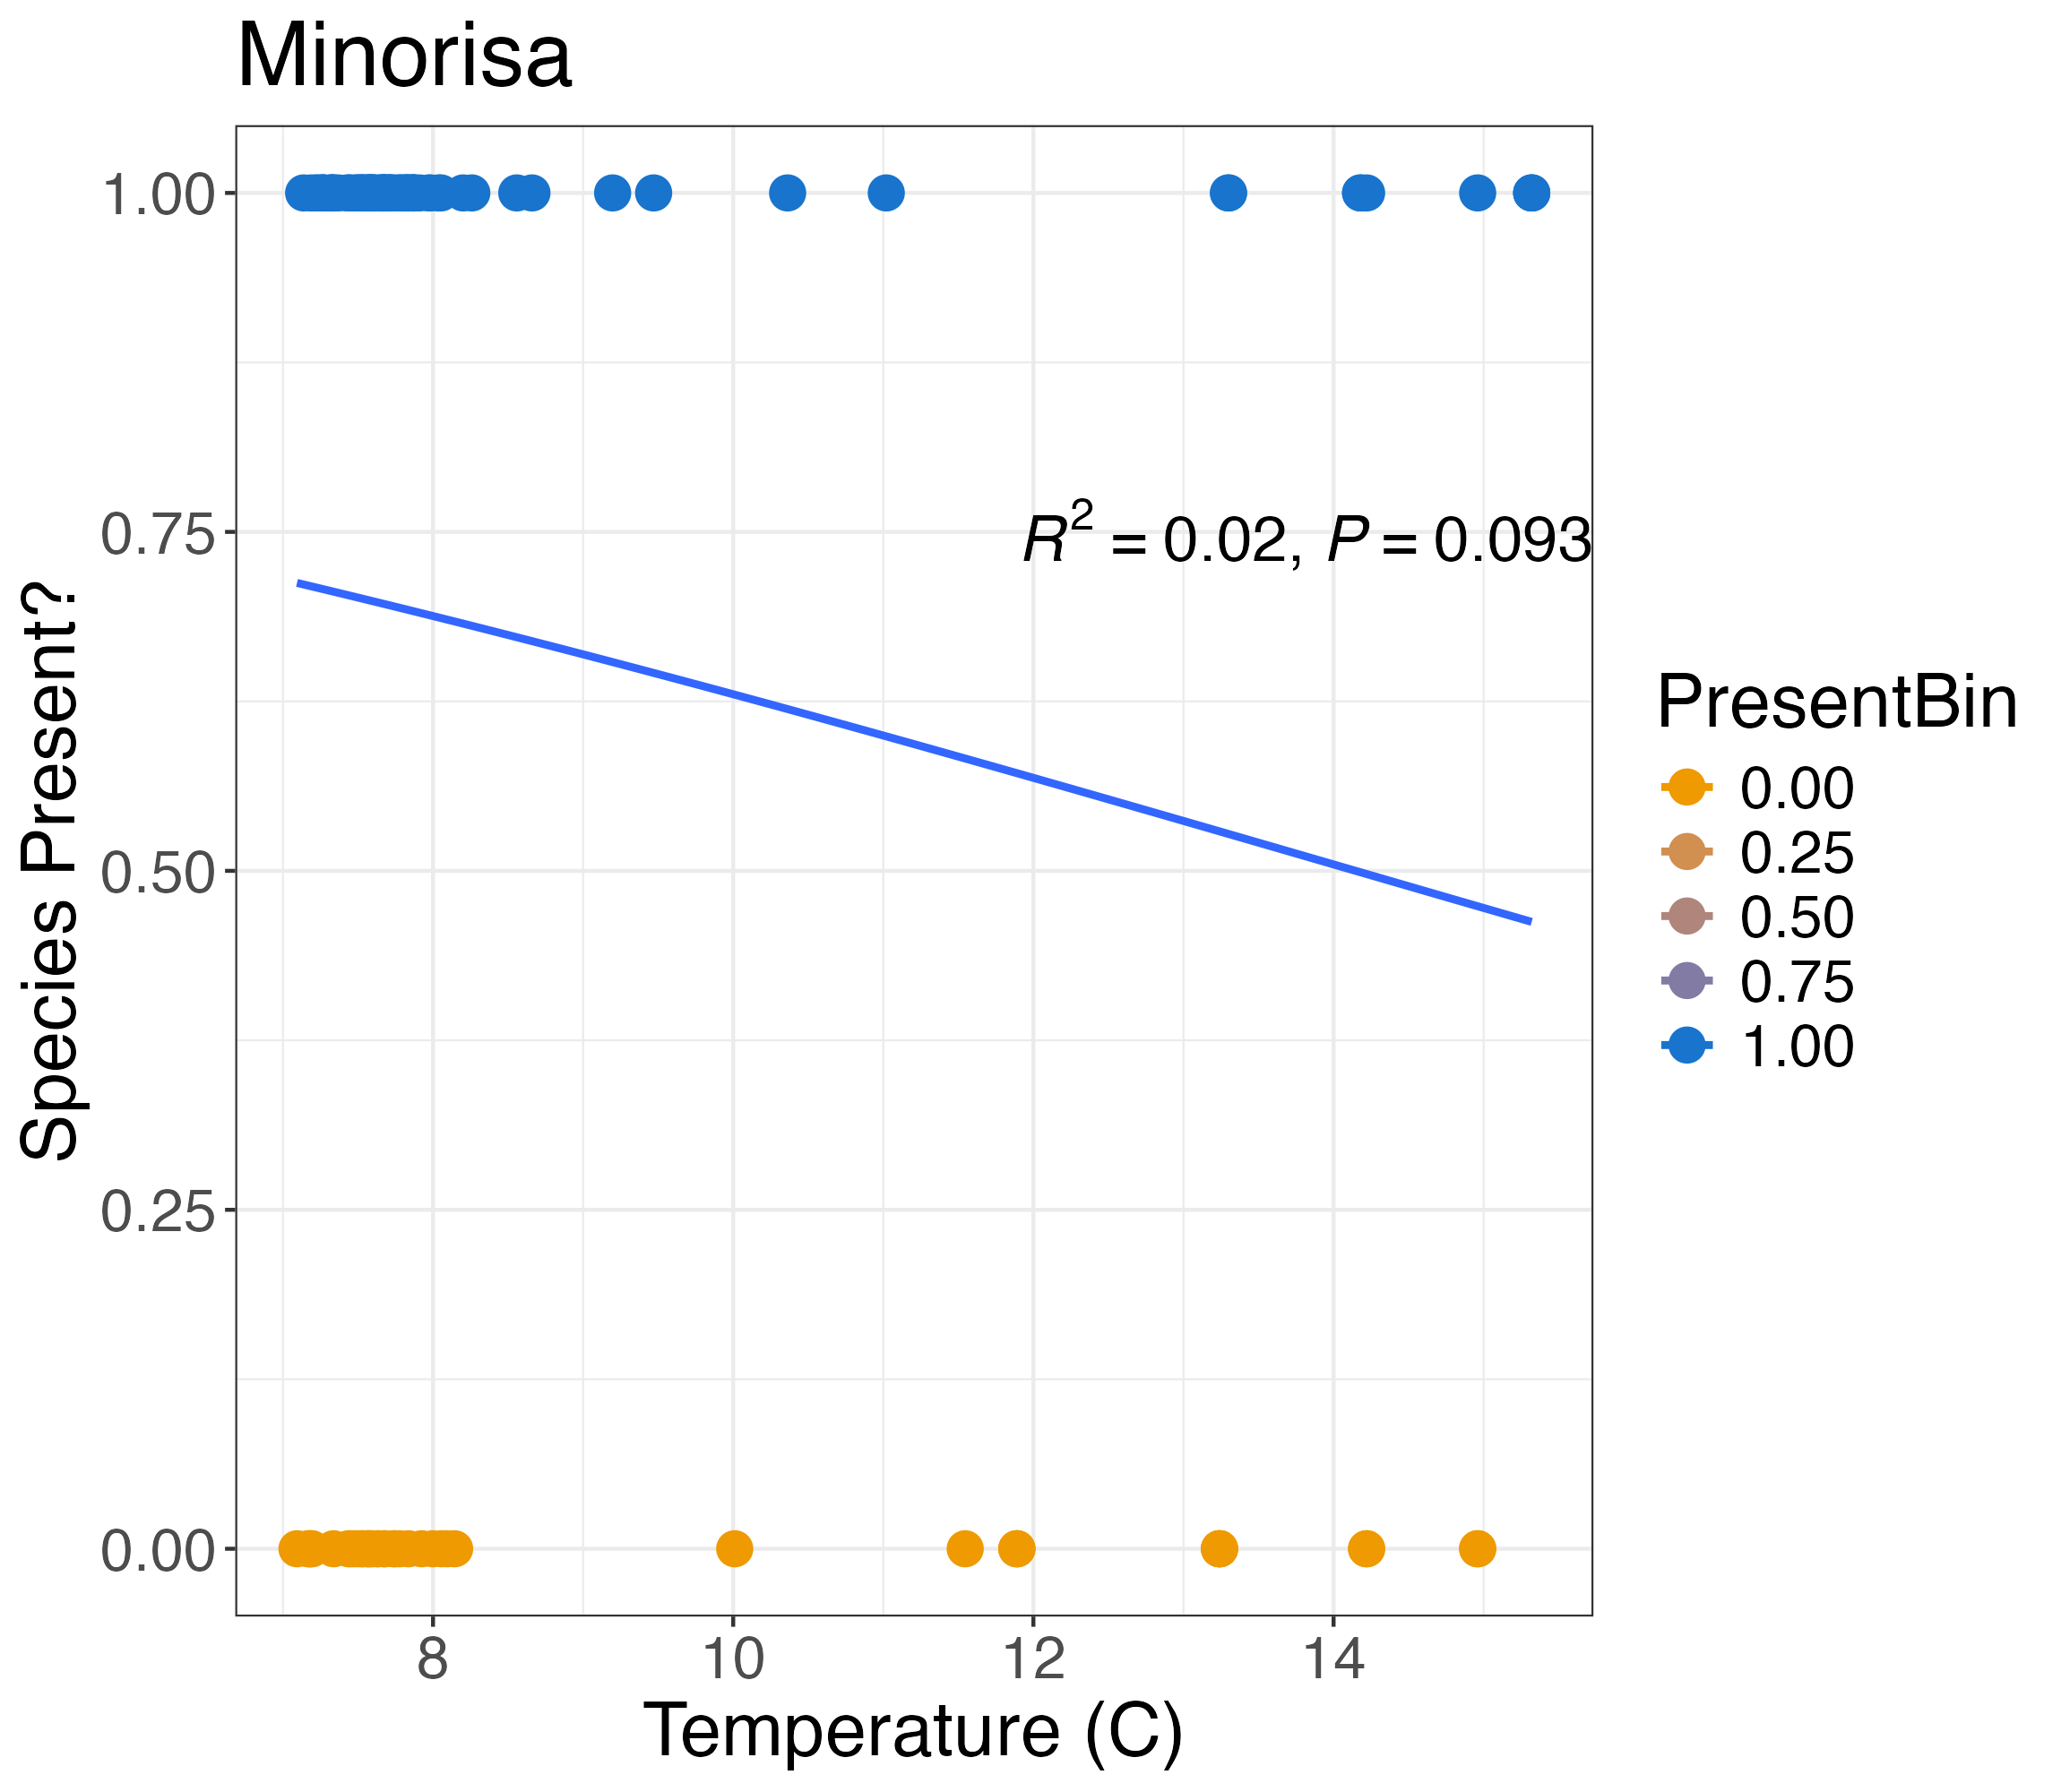 Minorisa
1.00
0.75
0.50
0.25
0.00
Species Present?
R² = 0.02, P = 0.093
8 10 12 14
Temperature (C)
PresentBin
0.00
0.25
0.50
0.75
1.00